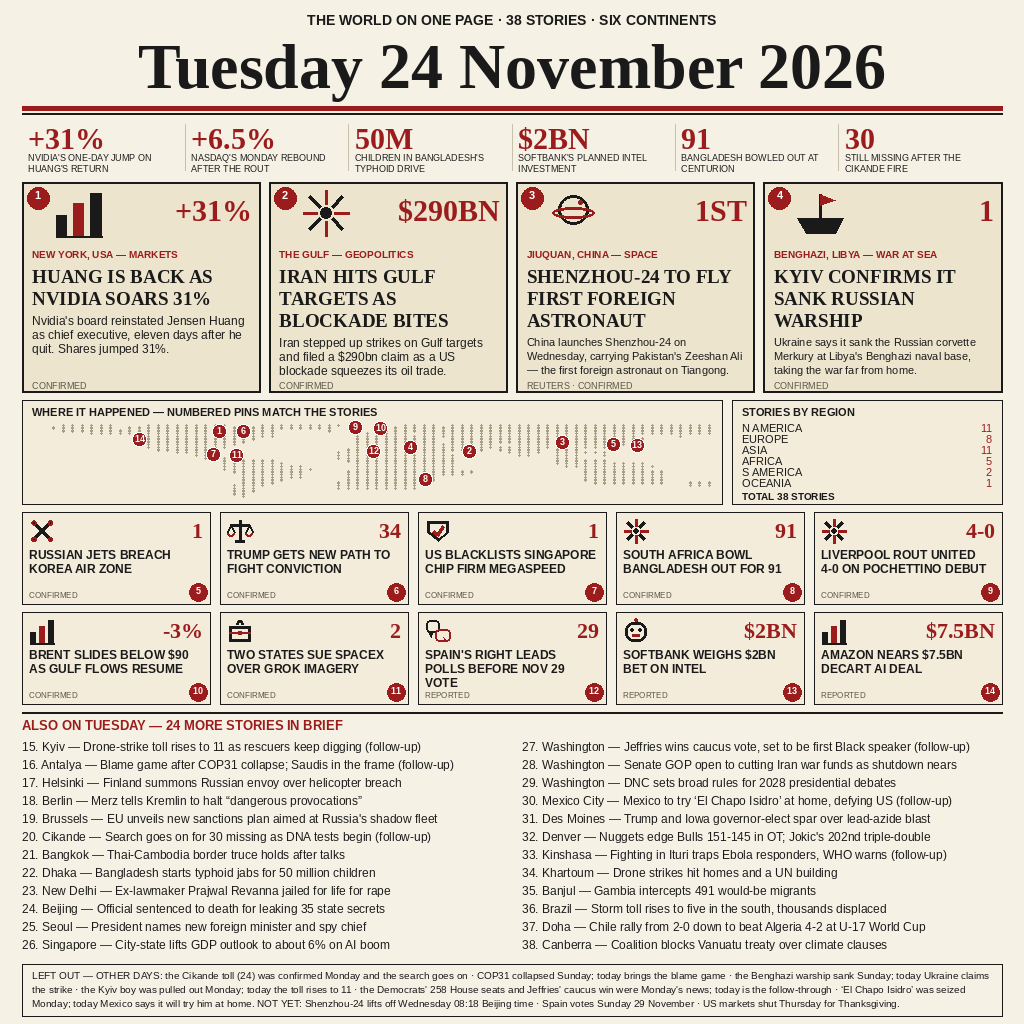 THE WORLD ON ONE PAGE · 38 STORIES · SIX CONTINENTS
Tuesday 24 November 2026
+31%
NVIDIA'S ONE-DAY JUMP ON
HUANG'S RETURN
+6.5%
NASDAQ'S MONDAY REBOUND
AFTER THE ROUT
50M
CHILDREN IN BANGLADESH'S
TYPHOID DRIVE
$2BN
SOFTBANK'S PLANNED INTEL
INVESTMENT
91
BANGLADESH BOWLED OUT AT
CENTURION
30
STILL MISSING AFTER THE
CIKANDE FIRE
1
+31%
NEW YORK, USA — MARKETS
HUANG IS BACK AS
NVIDIA SOARS 31%
Nvidia's board reinstated Jensen Huang
as chief executive, eleven days after he
quit. Shares jumped 31%.
CONFIRMED
2
$290BN
THE GULF — GEOPOLITICS
IRAN HITS GULF
TARGETS AS
BLOCKADE BITES
Iran stepped up strikes on Gulf targets
and filed a $290bn claim as a US
blockade squeezes its oil trade.
CONFIRMED
3
1ST
JIUQUAN, CHINA — SPACE
SHENZHOU-24 TO FLY
FIRST FOREIGN
ASTRONAUT
China launches Shenzhou-24 on
Wednesday, carrying Pakistan's Zeeshan Ali
— the first foreign astronaut on Tiangong.
REUTERS · CONFIRMED
4
1
BENGHAZI, LIBYA — WAR AT SEA
KYIV CONFIRMS IT
SANK RUSSIAN
WARSHIP
Ukraine says it sank the Russian corvette
Merkury at Libya's Benghazi naval base,
taking the war far from home.
CONFIRMED
WHERE IT HAPPENED — NUMBERED PINS MATCH THE STORIES
14
1
6
7
11
9
10
12
4
8
2
3
5
13
STORIES BY REGION
N AMERICA 11
EUROPE 8
ASIA 11
AFRICA 5
S AMERICA 2
OCEANIA 1
TOTAL 38 STORIES
1
RUSSIAN JETS BREACH
KOREA AIR ZONE
CONFIRMED
5
34
TRUMP GETS NEW PATH TO
FIGHT CONVICTION
CONFIRMED
6
1
US BLACKLISTS SINGAPORE
CHIP FIRM MEGASPEED
CONFIRMED
7
91
SOUTH AFRICA BOWL
BANGLADESH OUT FOR 91
CONFIRMED
8
4-0
LIVERPOOL ROUT UNITED
4-0 ON POCHETTINO DEBUT
CONFIRMED
9
-3%
BRENT SLIDES BELOW $90
AS GULF FLOWS RESUME
CONFIRMED
10
2
TWO STATES SUE SPACEX
OVER GROK IMAGERY
CONFIRMED
11
29
SPAIN'S RIGHT LEADS
POLLS BEFORE NOV 29
VOTE
REPORTED
12
$2BN
SOFTBANK WEIGHS $2BN
BET ON INTEL
REPORTED
13
$7.5BN
AMAZON NEARS $7.5BN
DECART AI DEAL
REPORTED
14
ALSO ON TUESDAY — 24 MORE STORIES IN BRIEF
15. Kyiv — Drone-strike toll rises to 11 as rescuers keep digging (follow-up)
16. Antalya — Blame game after COP31 collapse; Saudis in the frame (follow-up)
17. Helsinki — Finland summons Russian envoy over helicopter breach
18. Berlin — Merz tells Kremlin to halt “dangerous provocations”
19. Brussels — EU unveils new sanctions plan aimed at Russia's shadow fleet
20. Cikande — Search goes on for 30 missing as DNA tests begin (follow-up)
21. Bangkok — Thai-Cambodia border truce holds after talks
22. Dhaka — Bangladesh starts typhoid jabs for 50 million children
23. New Delhi — Ex-lawmaker Prajwal Revanna jailed for life for rape
24. Beijing — Official sentenced to death for leaking 35 state secrets
25. Seoul — President names new foreign minister and spy chief
26. Singapore — City-state lifts GDP outlook to about 6% on AI boom
27. Washington — Jeffries wins caucus vote, set to be first Black speaker (follow-up)
28. Washington — Senate GOP open to cutting Iran war funds as shutdown nears
29. Washington — DNC sets broad rules for 2028 presidential debates
30. Mexico City — Mexico to try ‘El Chapo Isidro’ at home, defying US (follow-up)
31. Des Moines — Trump and Iowa governor-elect spar over lead-azide blast
32. Denver — Nuggets edge Bulls 151-145 in OT; Jokic's 202nd triple-double
33. Kinshasa — Fighting in Ituri traps Ebola responders, WHO warns (follow-up)
34. Khartoum — Drone strikes hit homes and a UN building
35. Banjul — Gambia intercepts 491 would-be migrants
36. Brazil — Storm toll rises to five in the south, thousands displaced
37. Doha — Chile rally from 2-0 down to beat Algeria 4-2 at U-17 World Cup
38. Canberra — Coalition blocks Vanuatu treaty over climate clauses
LEFT OUT — OTHER DAYS: the Cikande toll (24) was confirmed Monday and the search goes on · COP31 collapsed Sunday; today brings the blame game · the Benghazi warship sank Sunday; today Ukraine claims
the strike · the Kyiv boy was pulled out Monday; today the toll rises to 11 · the Democrats' 258 House seats and Jeffries' caucus win were Monday's news; today is the follow-through · ‘El Chapo Isidro’ was seized
Monday; today Mexico says it will try him at home. NOT YET: Shenzhou-24 lifts off Wednesday 08:18 Beijing time · Spain votes Sunday 29 November · US markets shut Thursday for Thanksgiving.